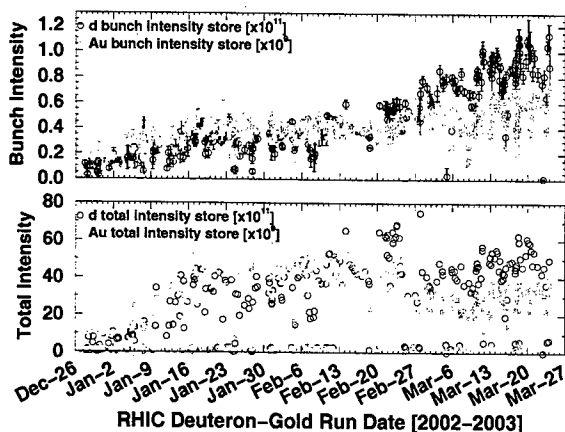 d bunch intensity store [x10¹¹]
Au bunch intensity store [x10⁹]
Bunch Intensity
1.2
1.0
0.8
0.6
0.4
0.2
0.0
d total intensity store [x10¹¹]
Au total intensity store [x10⁹]
Total Intensity
80
60
40
20
0
Dec-26
Jan-2
Jan-9
Jan-16
Jan-23
Jan-30
Feb-6
Feb-13
Feb-20
Feb-27
Mar-6
Mar-13
Mar-20
Mar-27
RHIC Deuteron-Gold Run Date [2002-2003]